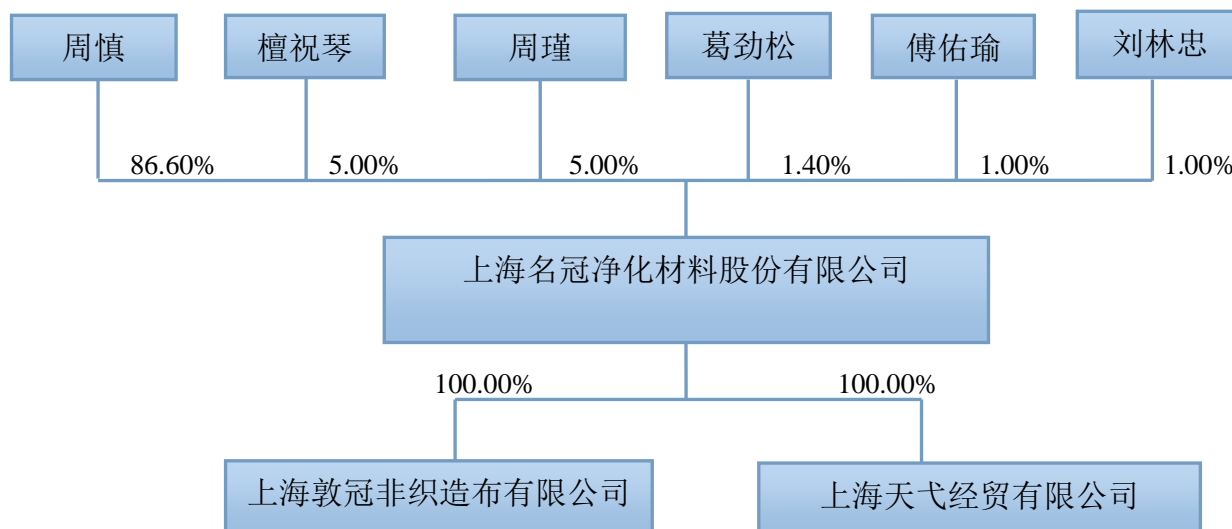 周慎
檀祝琴
周瑾
葛劲松
傅佑瑜
刘林忠
86.60%
5.00%
5.00%
1.40%
1.00%
1.00%
上海名冠净化材料股份有限公司
100.00%
100.00%
上海敦冠非织造布有限公司
上海天弋经贸有限公司